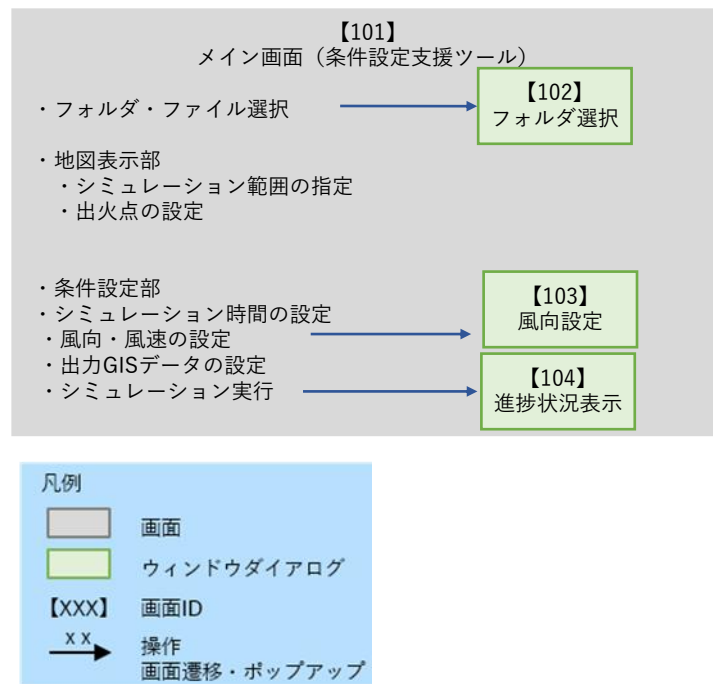 【101】
メイン画面（条件設定支援ツール）
・フォルダ・ファイル選択
【102】
フォルダ選択
・地図表示部
・シミュレーション範囲の指定
・出火点の設定
・条件設定部
・シミュレーション時間の設定
・風向・風速の設定
・出力GISデータの設定
・シミュレーション実行
【103】
風向設定
【104】
進捗状況表示
凡例
画面
ウィンドウダイアログ
【XXX】 画面ID
X X 操作
画面遷移・ポップアップ